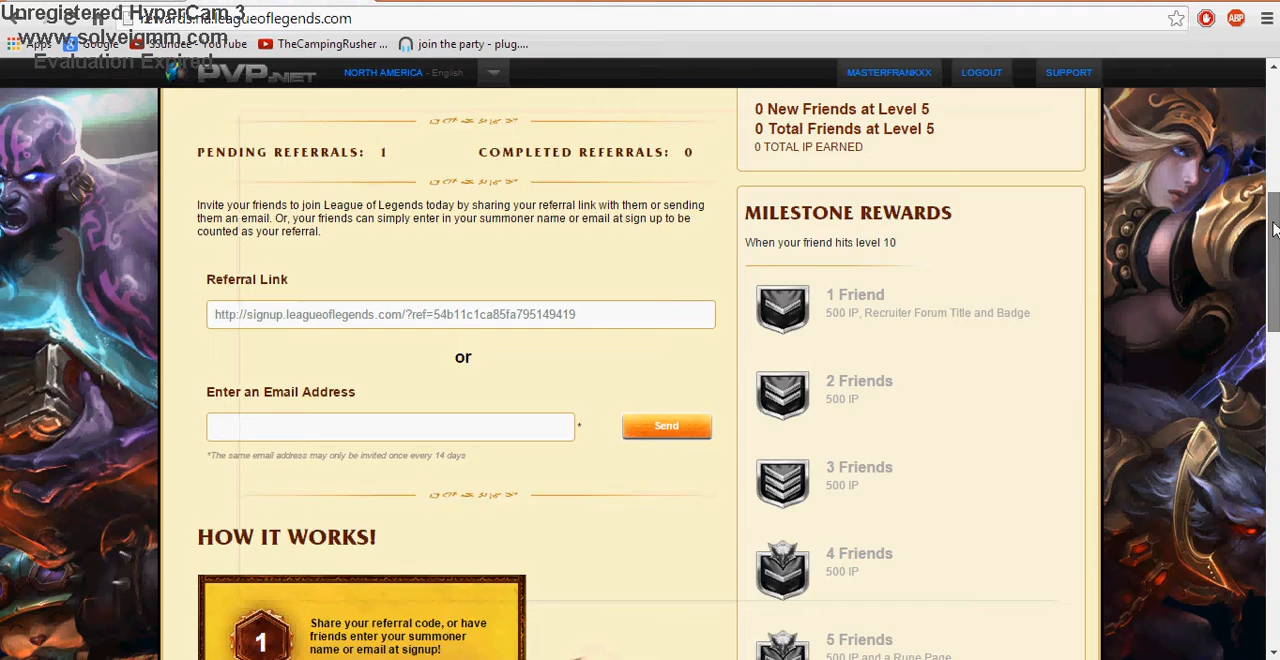 Unregistered HyperCam 3
www.solveigmm.com
Evaluation Expired
rewards.na.leagueoflegends.com
ABP
Apps Google SSundee - YouTube TheCampingRusher ... join the party - plug....
PVP.NET NORTH AMERICA - English MASTERFRANKXX LOGOUT SUPPORT
0 New Friends at Level 5
0 Total Friends at Level 5
0 TOTAL IP EARNED
PENDING REFERRALS: 1 COMPLETED REFERRALS: 0
Invite your friends to join League of Legends today by sharing your referral link with them or sending
them an email. Or, your friends can simply enter in your summoner name or email at sign up to be
counted as your referral.
Referral Link
http://signup.leagueoflegends.com/?ref=54b11c1ca85fa795149419
or
Enter an Email Address
* Send
*The same email address may only be invited once every 14 days
HOW IT WORKS!
1
Share your referral code, or have
friends enter your summoner
name or email at signup!
MILESTONE REWARDS
When your friend hits level 10
1 Friend
500 IP, Recruiter Forum Title and Badge
2 Friends
500 IP
3 Friends
500 IP
4 Friends
500 IP
5 Friends
500 IP and a Rune Page